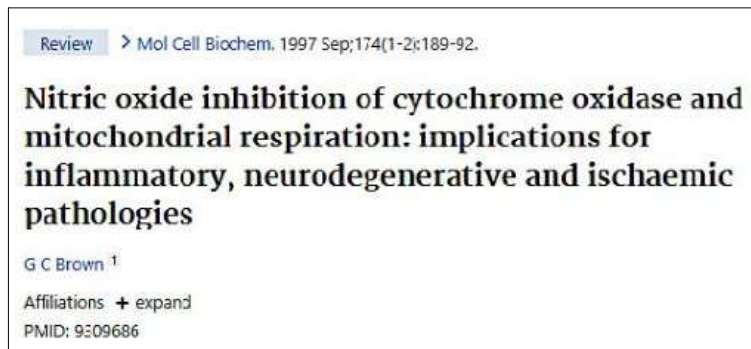 Review > Mol Cell Biochem. 1997 Sep;174(1-2):189-92.
Nitric oxide inhibition of cytochrome oxidase and
mitochondrial respiration: implications for
inflammatory, neurodegenerative and ischaemic
pathologies
G C Brown 1
Affiliations + expand
PMID: 9309686